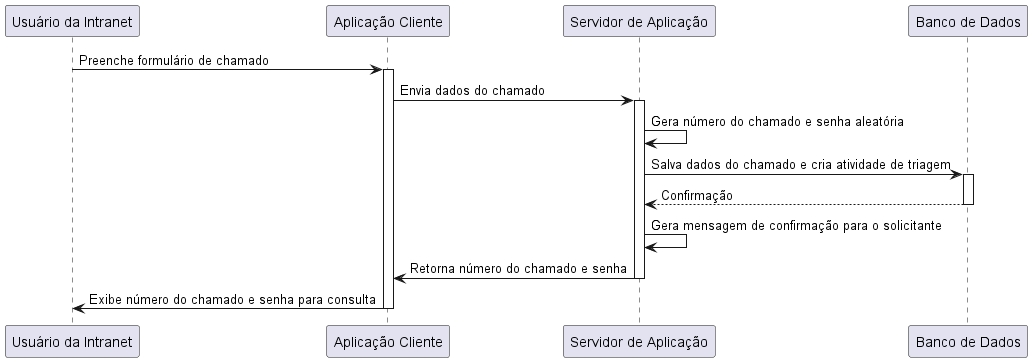 Usuário da Intranet
Aplicação Cliente
Servidor de Aplicação
Banco de Dados
Preenche formulário de chamado
Envia dados do chamado
Gera número do chamado e senha aleatória
Salva dados do chamado e cria atividade de triagem
Confirmação
Gera mensagem de confirmação para o solicitante
Retorna número do chamado e senha
Exibe número do chamado e senha para consulta
Usuário da Intranet
Aplicação Cliente
Servidor de Aplicação
Banco de Dados